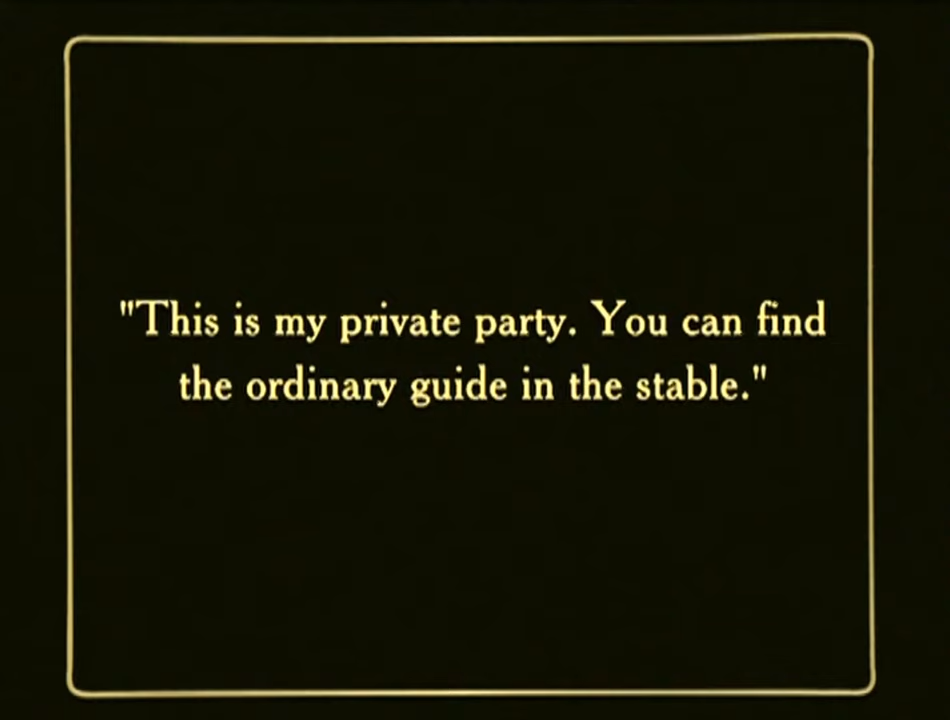 "This is my private party. You can find
the ordinary guide in the stable."